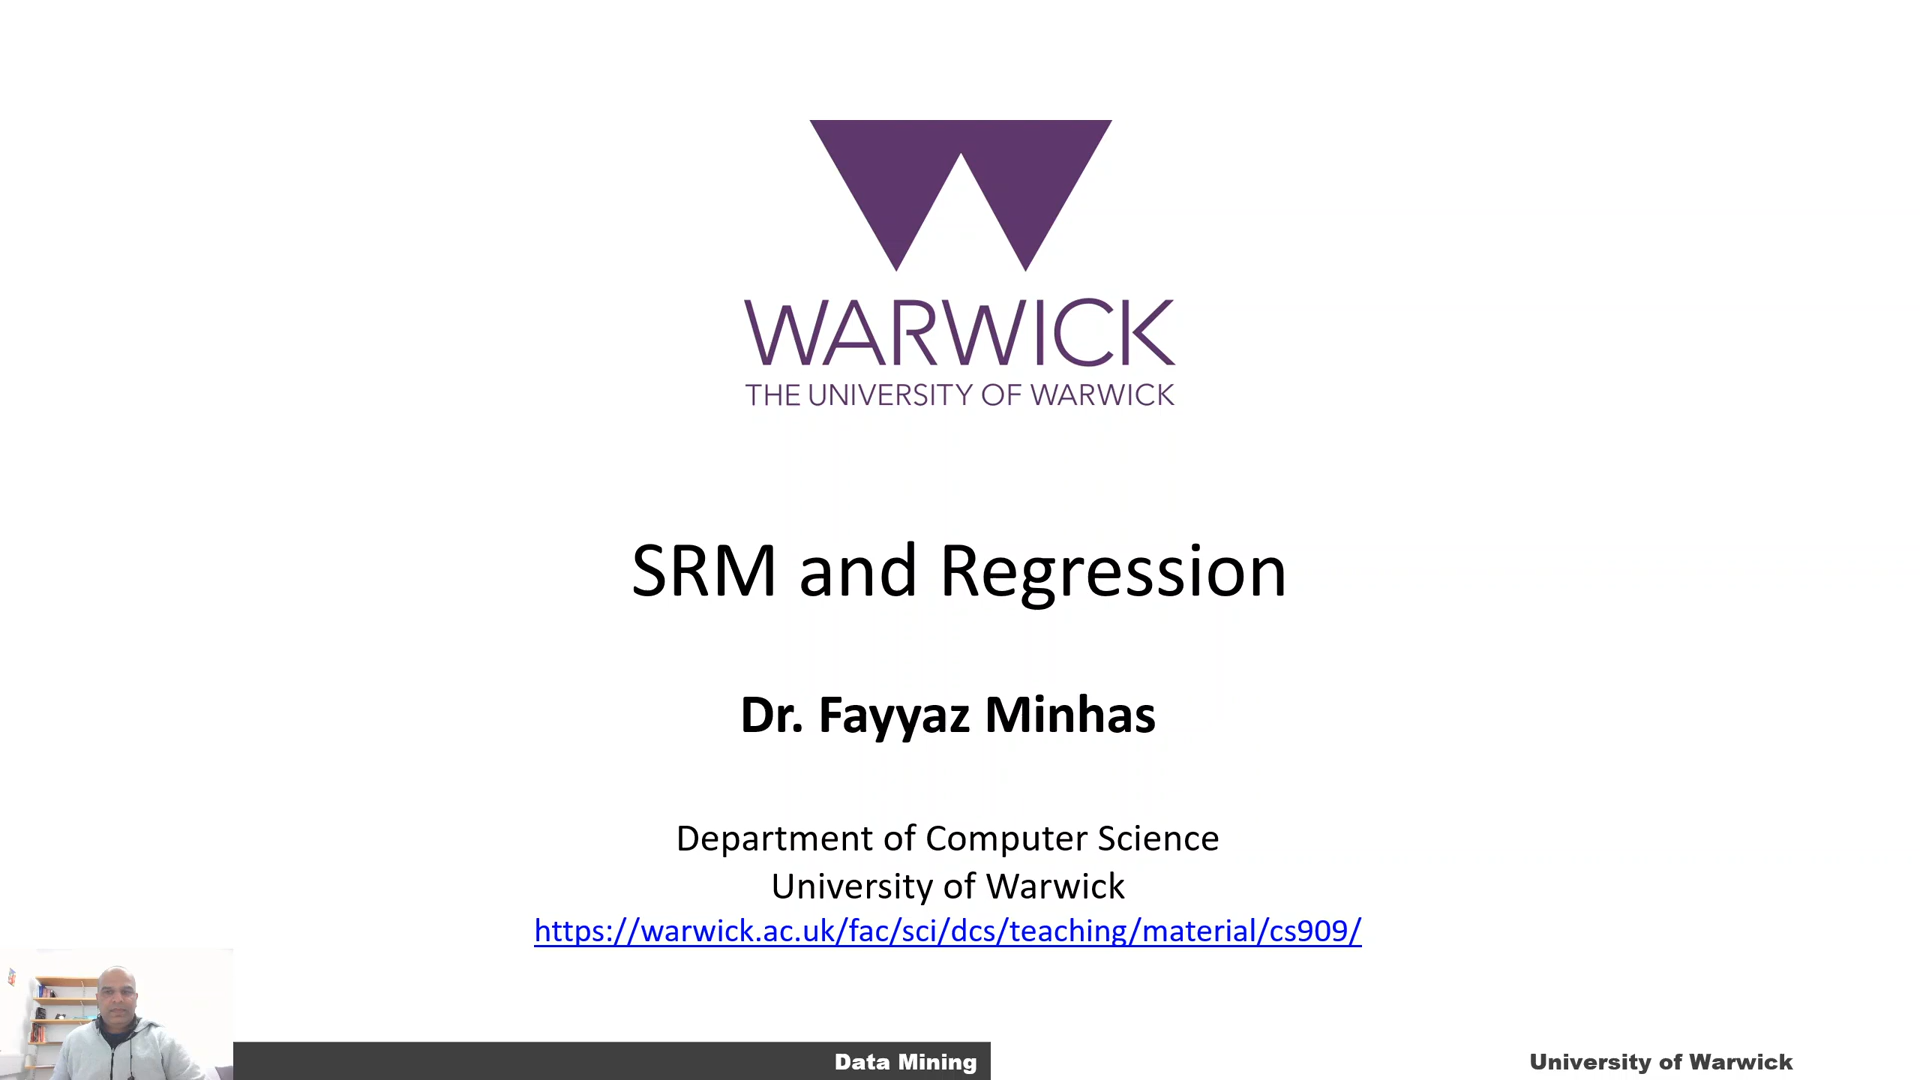 WARWICK
THE UNIVERSITY OF WARWICK
SRM and Regression
Dr. Fayyaz Minhas
Department of Computer Science
University of Warwick
https://warwick.ac.uk/fac/sci/dcs/teaching/material/cs909/
Data Mining
University of Warwick